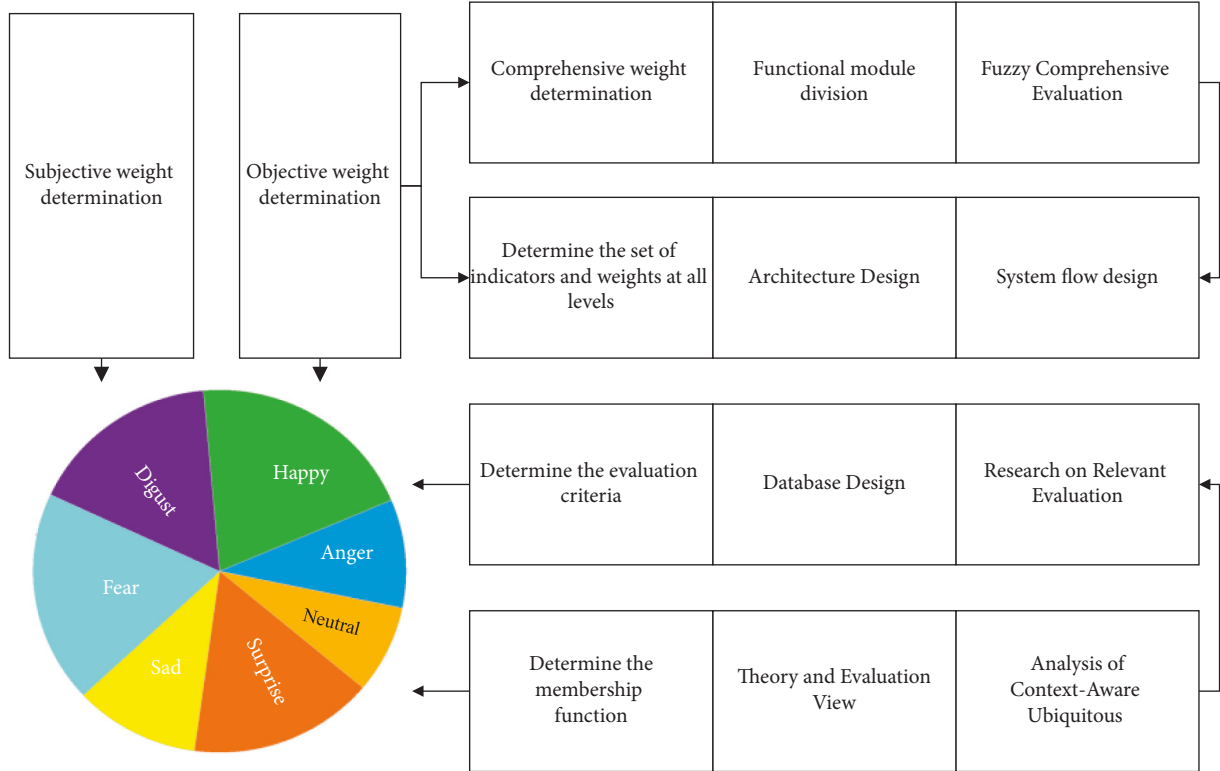 Subjective weight
determination
Objective weight
determination
Comprehensive weight
determination
Functional module
division
Fuzzy Comprehensive
Evaluation
Determine the set of
indicators and weights at all
levels
Architecture Design
System flow design
Happy
Anger
Neutral
Surprise
Sad
Fear
Digust
Determine the evaluation
criteria
Database Design
Research on Relevant
Evaluation
Determine the
membership
function
Theory and Evaluation
View
Analysis of
Context-Aware
Ubiquitous